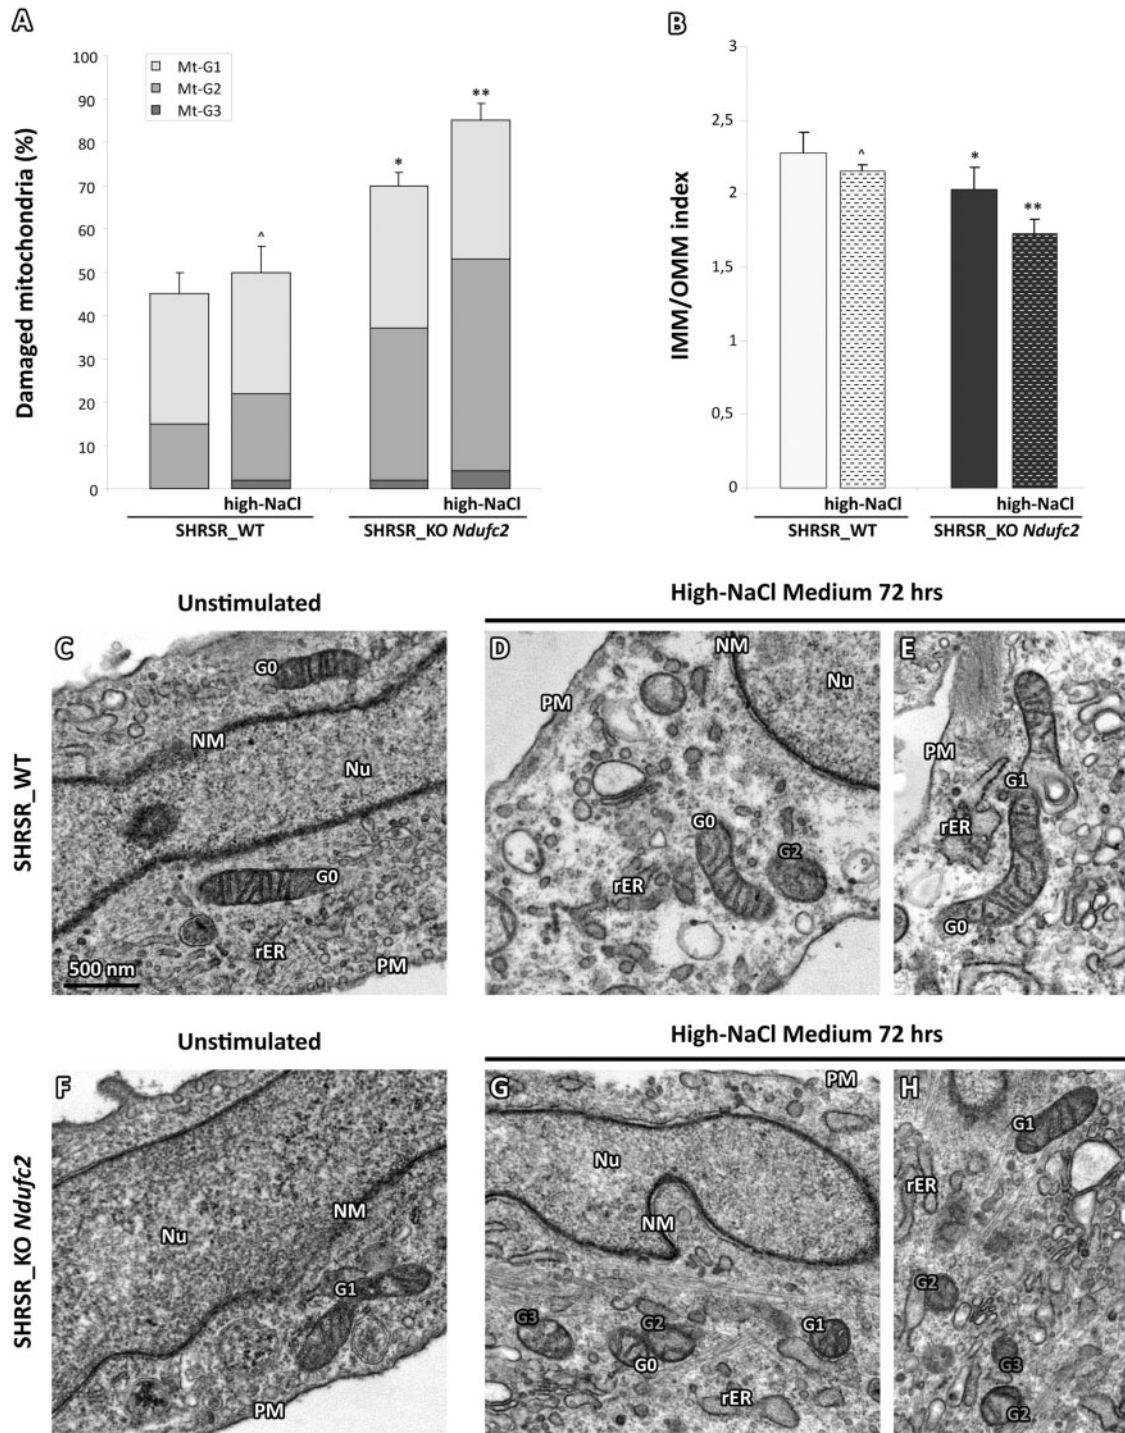 A
Damaged mitochondria (%)
100
90
80
70
60
50
40
30
20
10
0
Mt-G1
Mt-G2
Mt-G3
^
*
**
high-NaCl
high-NaCl
SHRSR_WT
SHRSR_KO Ndufc2
B
IMM/OMM index
3
2,5
2
1,5
1
0,5
0
^
*
**
high-NaCl
high-NaCl
SHRSR_WT
SHRSR_KO Ndufc2
Unstimulated
High-NaCl Medium 72 hrs
SHRSR_WT
C
G0
NM
Nu
G0
rER
500 nm
PM
D
NM
PM
Nu
G0
G2
rER
E
PM
G1
rER
G0
Unstimulated
High-NaCl Medium 72 hrs
SHRSR_KO Ndufc2
F
Nu
NM
G1
PM
G
PM
Nu
NM
G3
G2
G1
G0
rER
H
G1
rER
G2
G3
G2